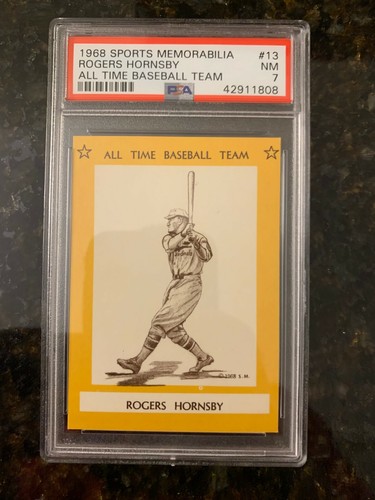 1968 SPORTS MEMORABILIA #13
ROGERS HORNSBY NM
ALL TIME BASEBALL TEAM 7
PSA 42911808
ALL TIME BASEBALL TEAM
© 1968 S.M.
ROGERS HORNSBY